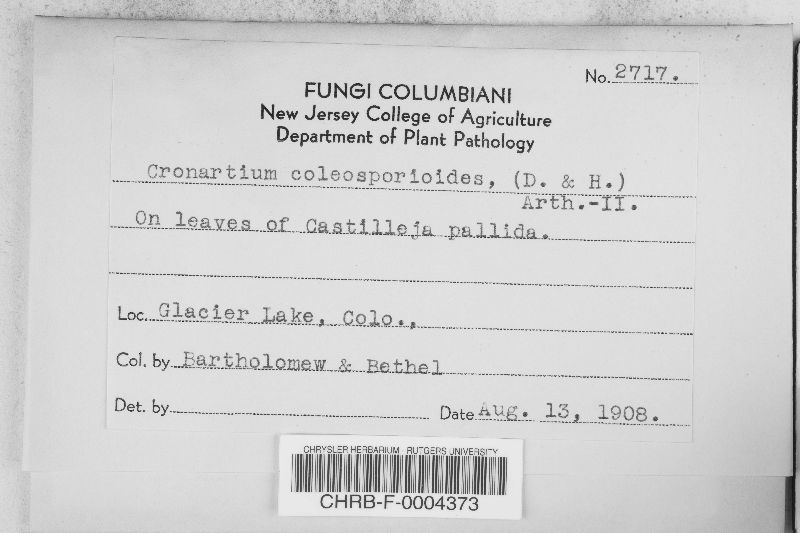 No. 2717.
FUNGI COLUMBIANI
New Jersey College of Agriculture
Department of Plant Pathology
Cronartium coleosporioides, (D. & H.)
Arth.-II.
On leaves of Castilleja pallida.
Loc. Glacier Lake, Colo.,
Col. by Bartholomew & Bethel
Det. by
Date Aug. 13, 1908.
CHRYSLER HERBARIUM RUTGERS UNIVERSITY
CHRB-F-0004373